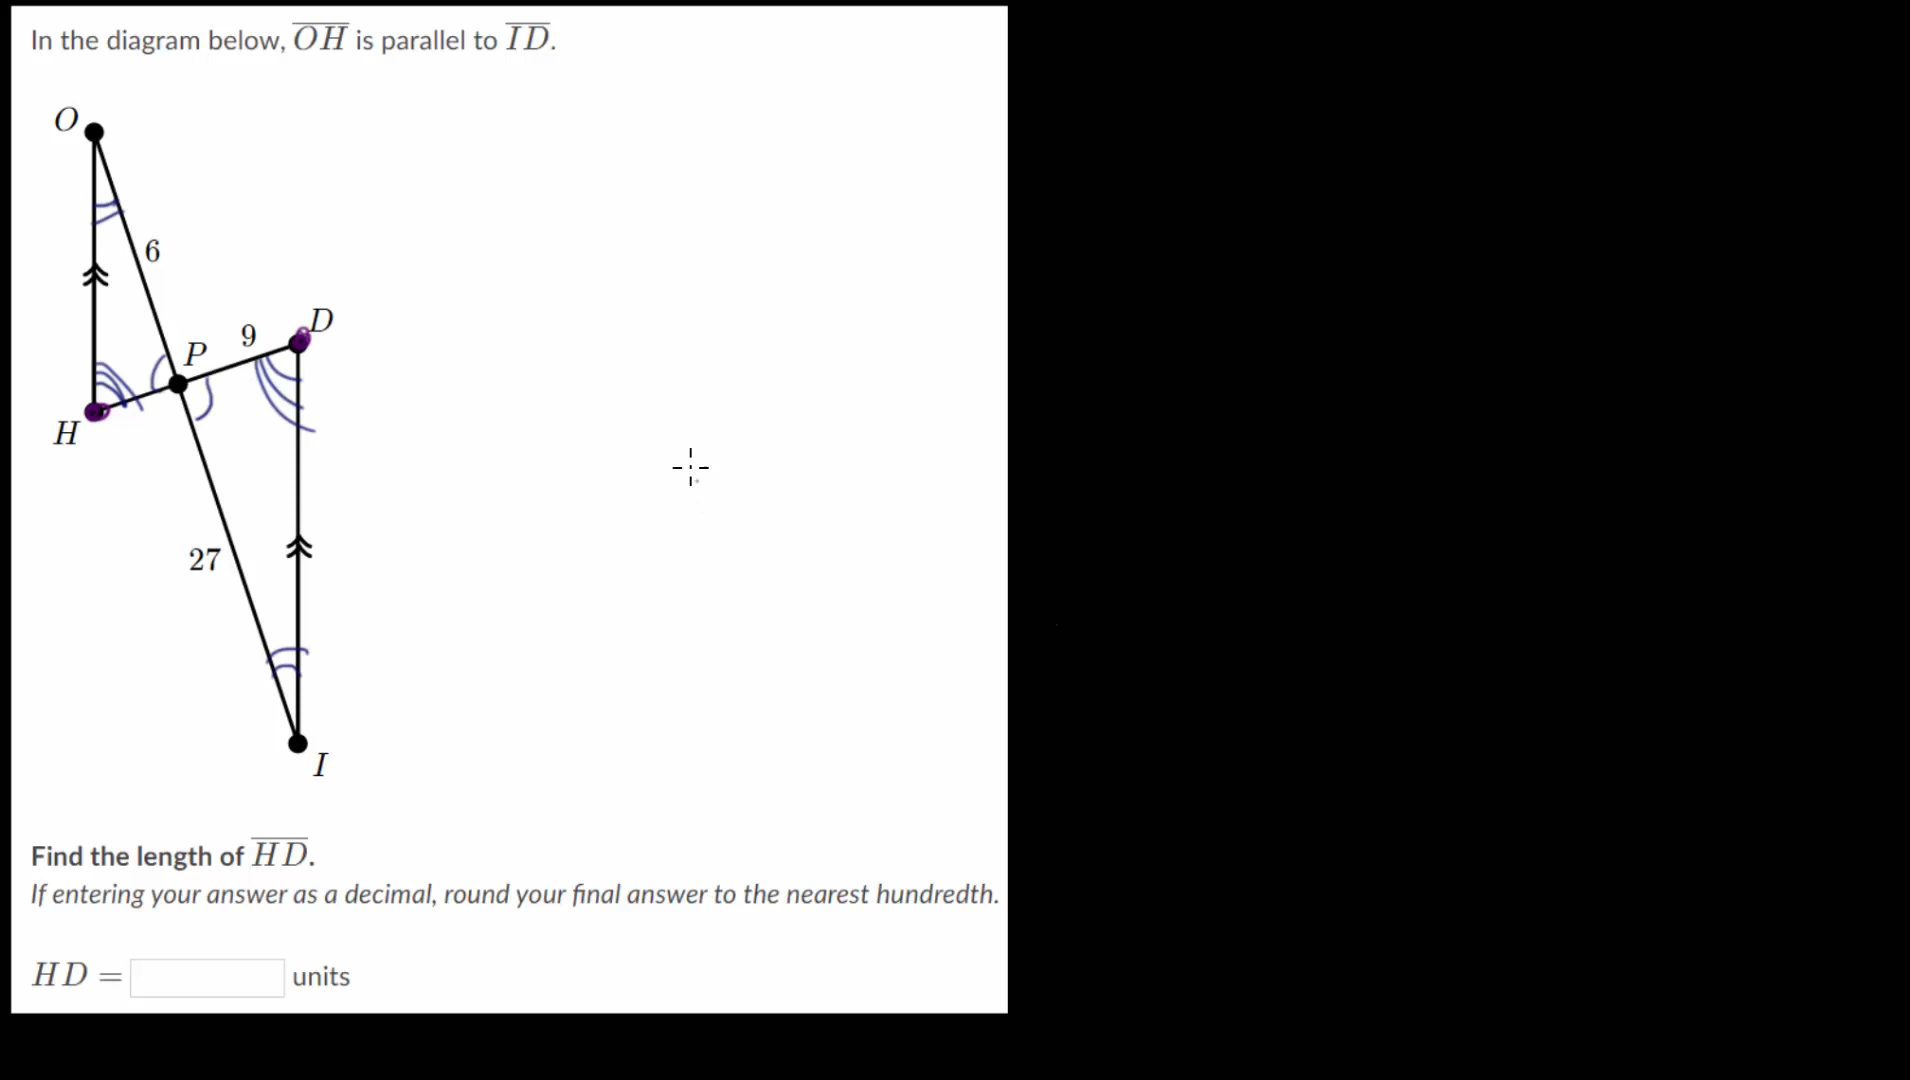 In the diagram below, OH is parallel to ID.
O
6
D
9
P
H
27
I
Find the length of HD.
If entering your answer as a decimal, round your final answer to the nearest hundredth.
HD = units